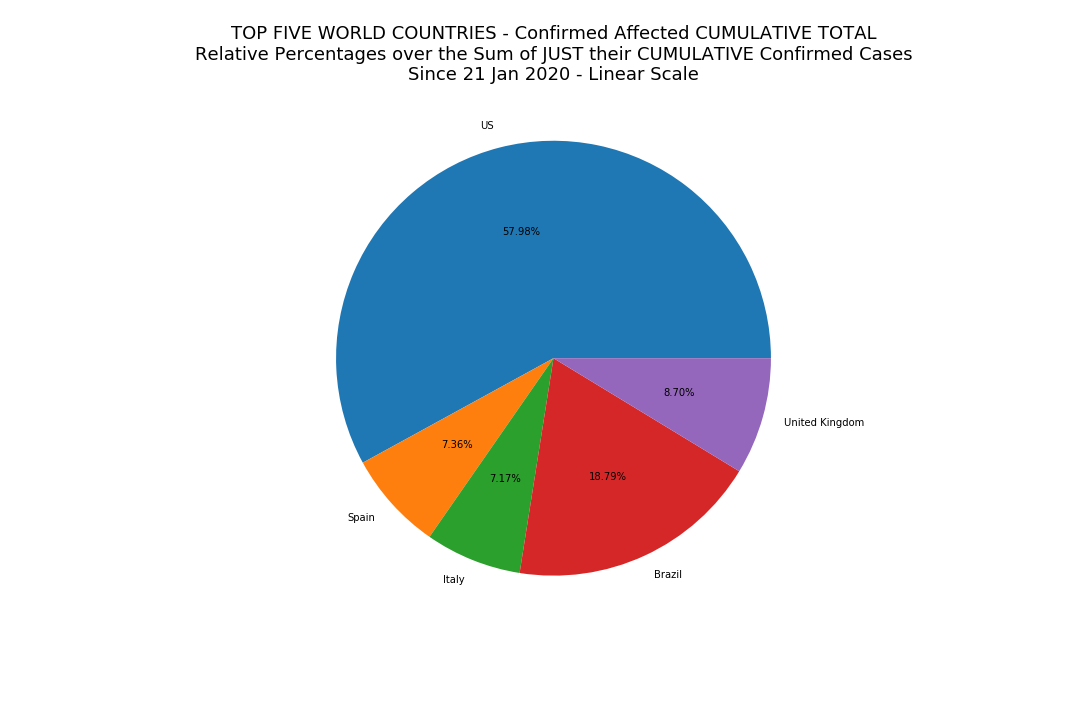 TOP FIVE WORLD COUNTRIES - Confirmed Affected CUMULATIVE TOTAL
Relative Percentages over the Sum of JUST their CUMULATIVE Confirmed Cases
Since 21 Jan 2020 - Linear Scale
US
57.98%
8.70%
United Kingdom
7.36%
7.17%
18.79%
Spain
Italy
Brazil